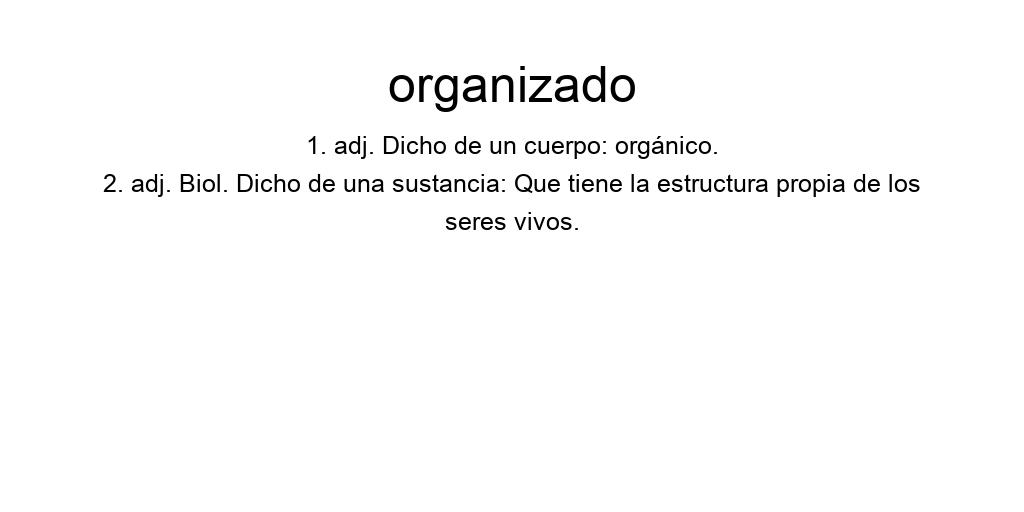 organizado
1. adj. Dicho de un cuerpo: orgánico.
2. adj. Biol. Dicho de una sustancia: Que tiene la estructura propia de los
seres vivos.